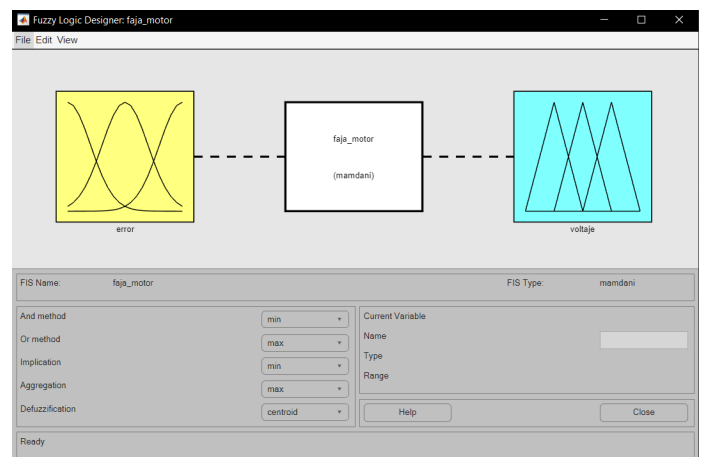 Fuzzy Logic Designer: faja_motor
File Edit View
faja_motor
(mamdani)
error
voltaje
FIS Name: faja_motor FIS Type: mamdani
And method min
Or method max
Implication min
Aggregation max
Defuzzification centroid
Current Variable
Name
Type
Range
Help Close
Ready